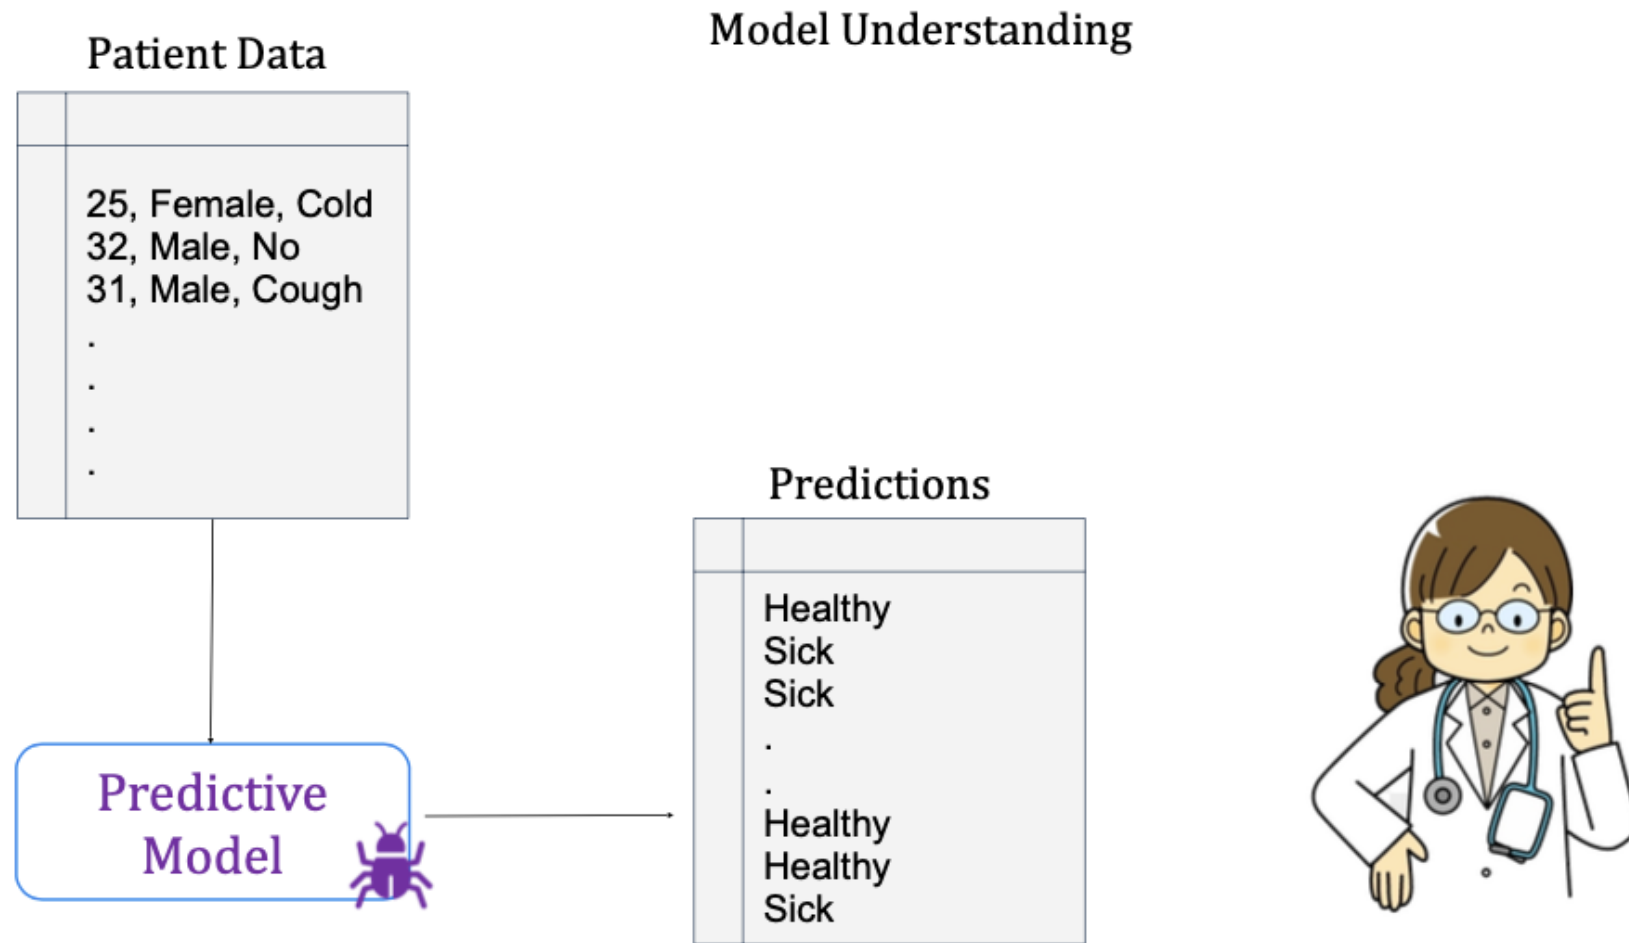 Model Understanding
Patient Data
25, Female, Cold
32, Male, No
31, Male, Cough
.
.
.
.
Predictive
Model
Predictions
Healthy
Sick
Sick
.
.
Healthy
Healthy
Sick